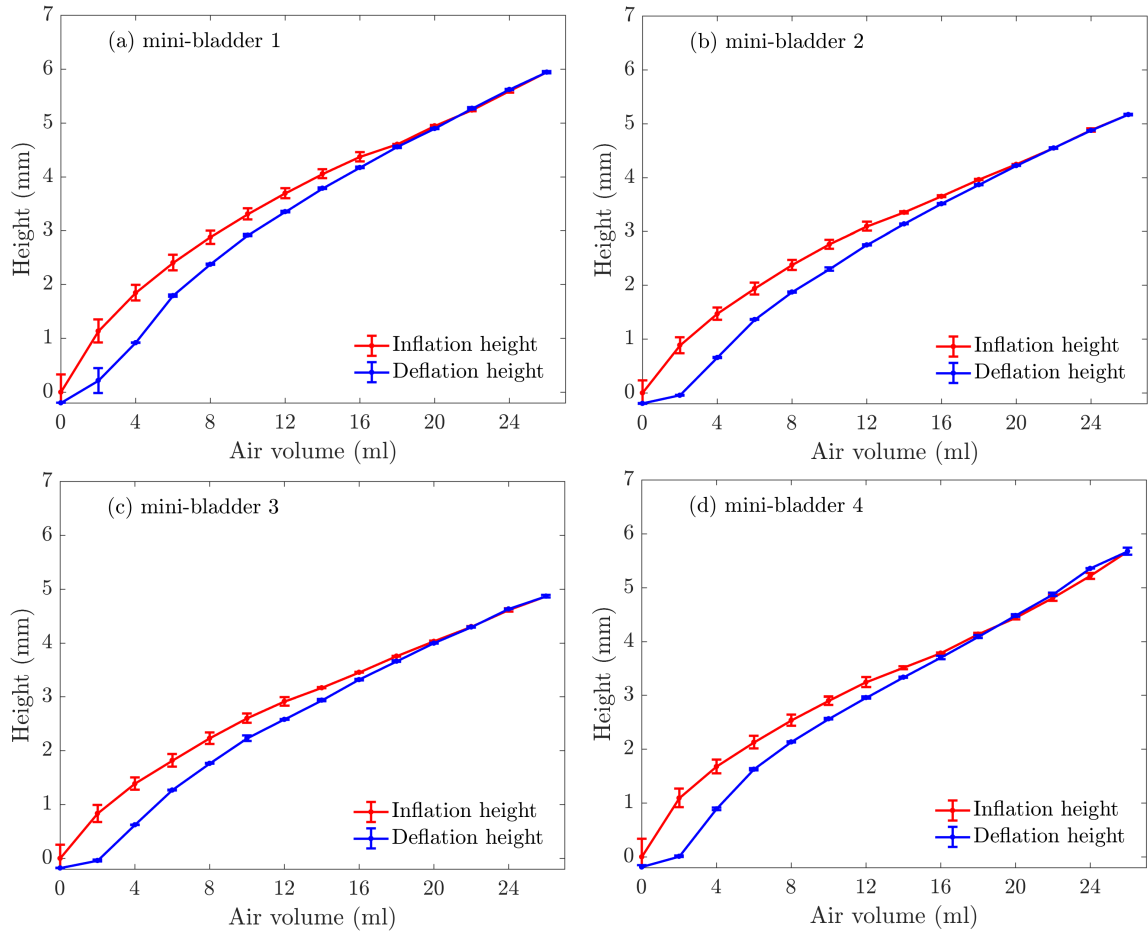 7
6
5
4
3
2
1
0
Height (mm)
(a) mini-bladder 1
Inflation height
Deflation height
0 4 8 12 16 20 24
Air volume (ml)
7
6
5
4
3
2
1
0
Height (mm)
(b) mini-bladder 2
Inflation height
Deflation height
0 4 8 12 16 20 24
Air volume (ml)
7
6
5
4
3
2
1
0
Height (mm)
(c) mini-bladder 3
Inflation height
Deflation height
0 4 8 12 16 20 24
Air volume (ml)
7
6
5
4
3
2
1
0
Height (mm)
(d) mini-bladder 4
Inflation height
Deflation height
0 4 8 12 16 20 24
Air volume (ml)